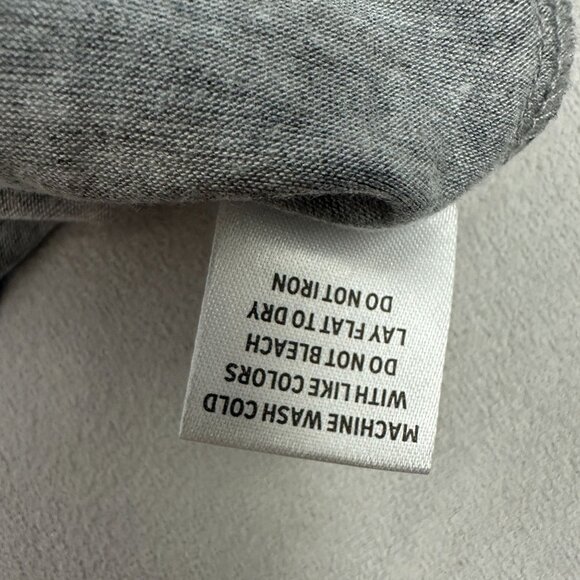 MACHINE WASH COLD
WITH LIKE COLORS
DO NOT BLEACH
LAY FLAT TO DRY
DO NOT IRON